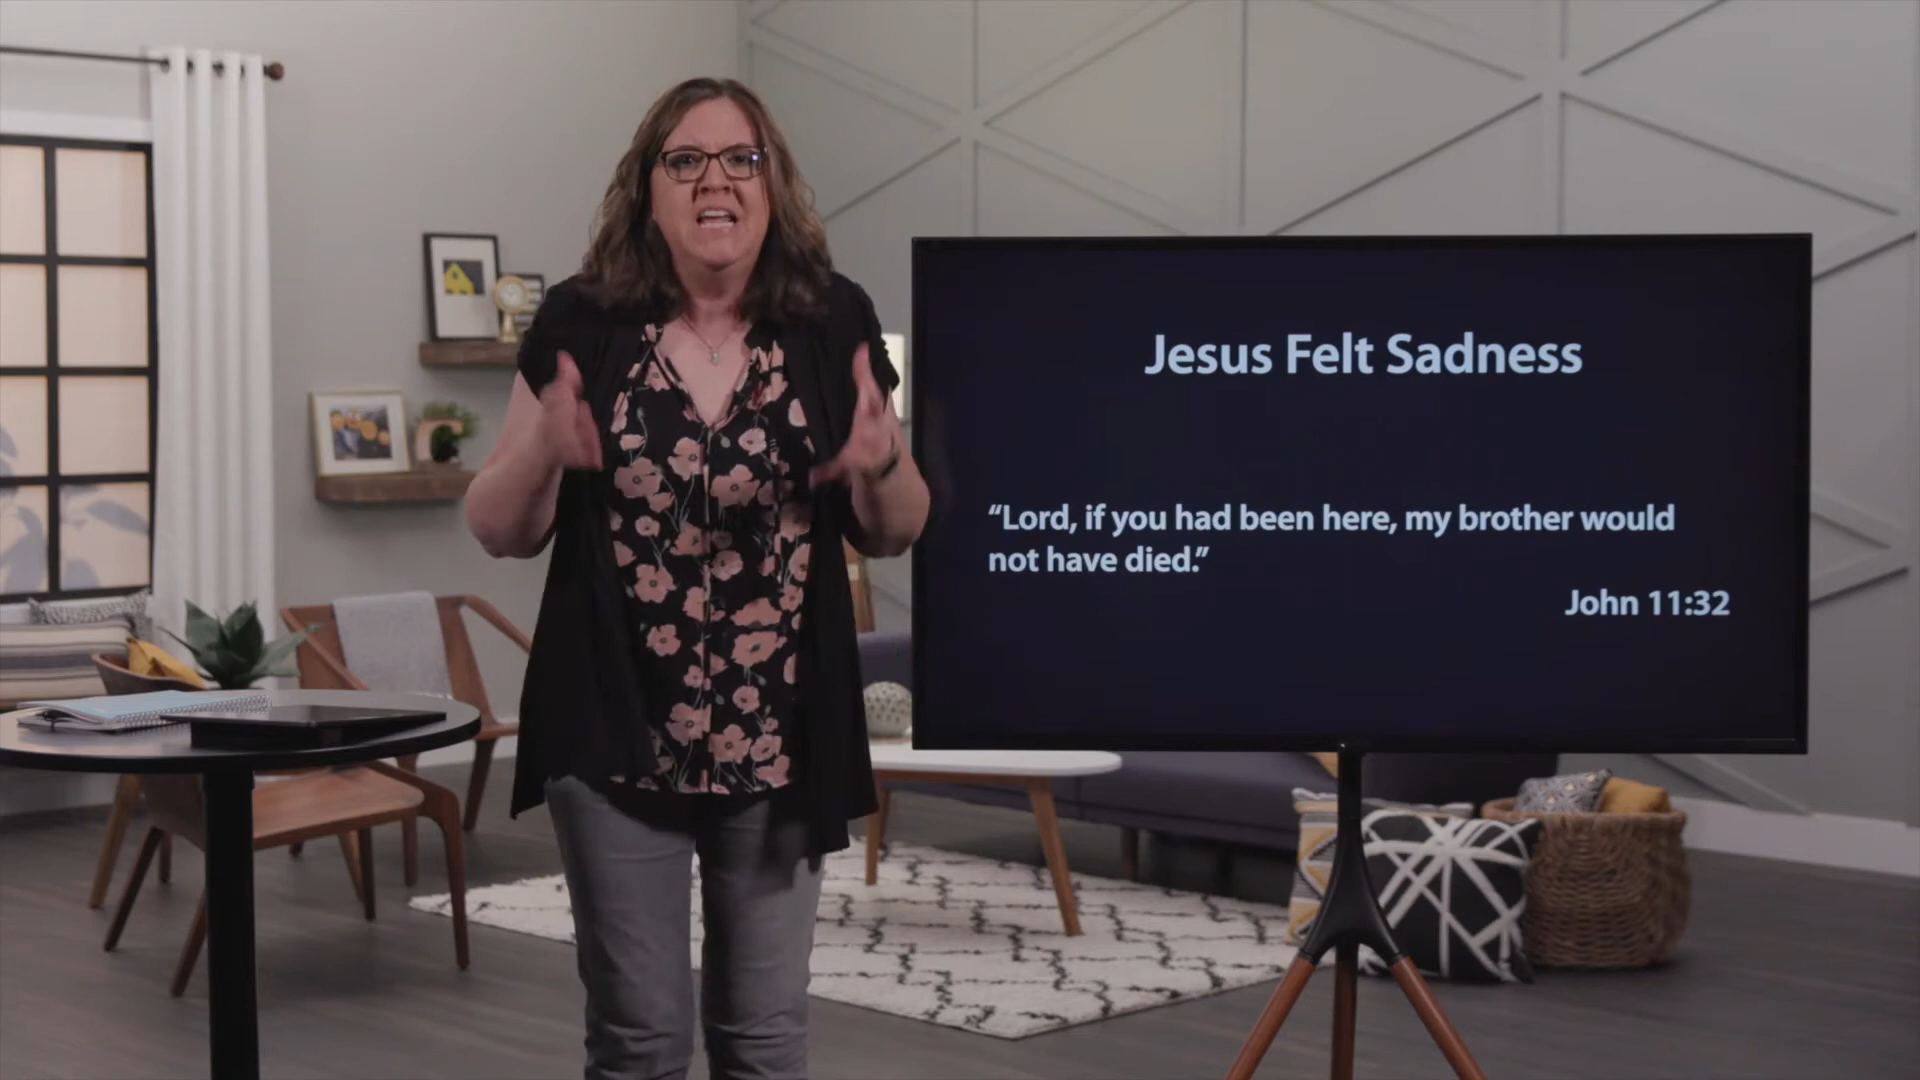 Jesus Felt Sadness
“Lord, if you had been here, my brother would
not have died.”
John 11:32